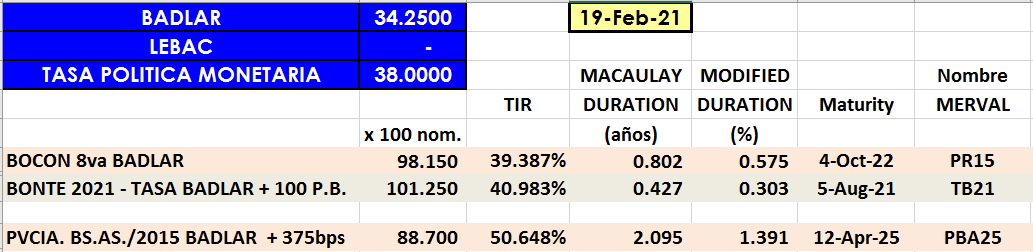 BADLAR 34.2500 19-Feb-21
LEBAC -
TASA POLITICA MONETARIA 38.0000 MACAULAY MODIFIED Nombre
TIR DURATION DURATION Maturity MERVAL
x 100 nom. (años) (%)
BOCON 8va BADLAR 98.150 39.387% 0.802 0.575 4-Oct-22 PR15
BONTE 2021 - TASA BADLAR + 100 P.B. 101.250 40.983% 0.427 0.303 5-Aug-21 TB21
PVCIA. BS.AS./2015 BADLAR + 375bps 88.700 50.648% 2.095 1.391 12-Apr-25 PBA25